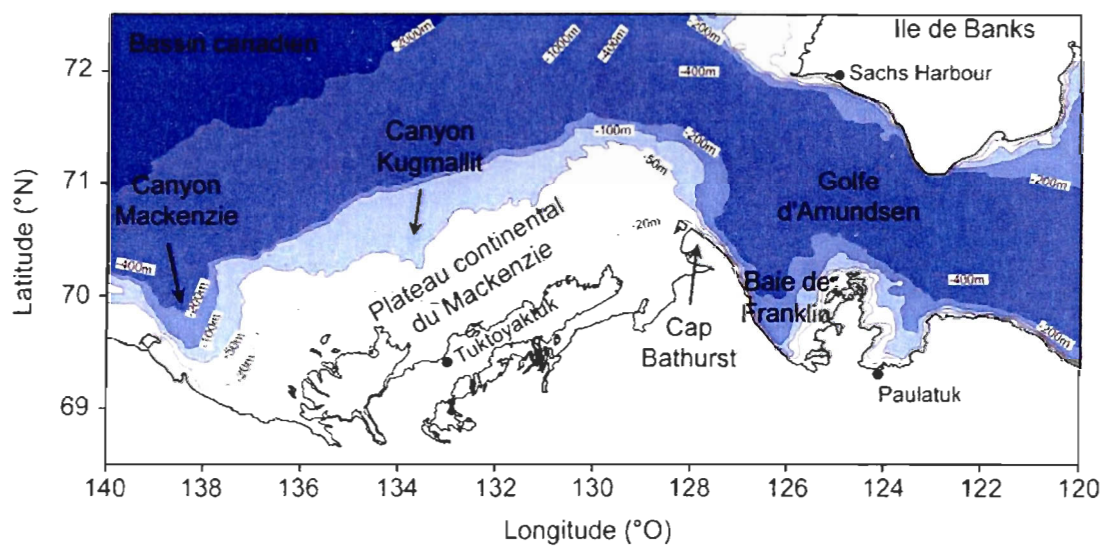 Bassin canadien
-2000m
-1000m
-400m
-200m
Ile de Banks
Sachs Harbour
-400m
72
-100m
-200m
-50m
Canyon
Kugmallit
71
Canyon
Mackenzie
Golfe
d'Amundsen
-200m
Latitude (°N)
Plateau continental
du Mackenzie
-20m
-400m
-200m
-100m
-50m
-20m
70
Baie de
Franklin
-400m
-200m
Tuktoyaktuk
Cap
Bathurst
Paulatuk
69
140 138 136 134 132 130 128 126 124 122 120
Longitude (°O)